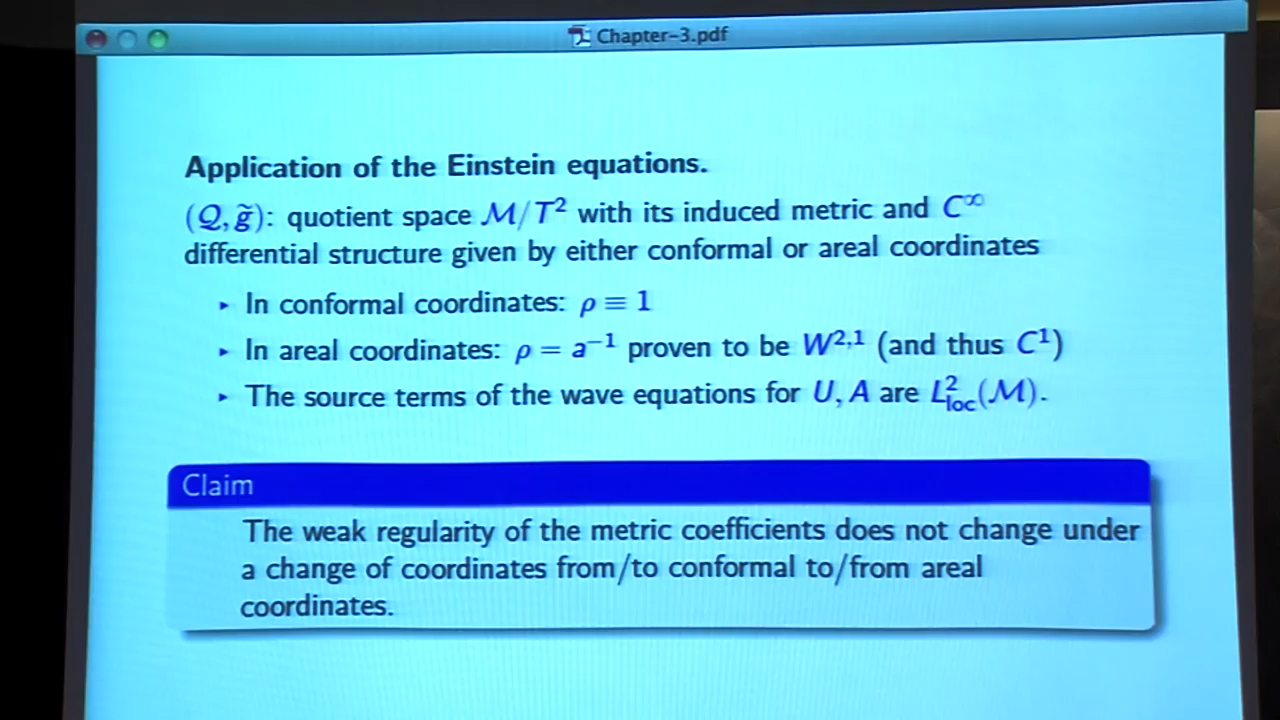 Chapter-3.pdf
Application of the Einstein equations.
(Q, g̃): quotient space M/T² with its induced metric and C^∞
differential structure given by either conformal or areal coordinates
▸ In conformal coordinates: ρ ≡ 1
▸ In areal coordinates: ρ = a⁻¹ proven to be W^{2,1} (and thus C¹)
▸ The source terms of the wave equations for U, A are L²_loc(M).
Claim
The weak regularity of the metric coefficients does not change under
a change of coordinates from/to conformal to/from areal
coordinates.